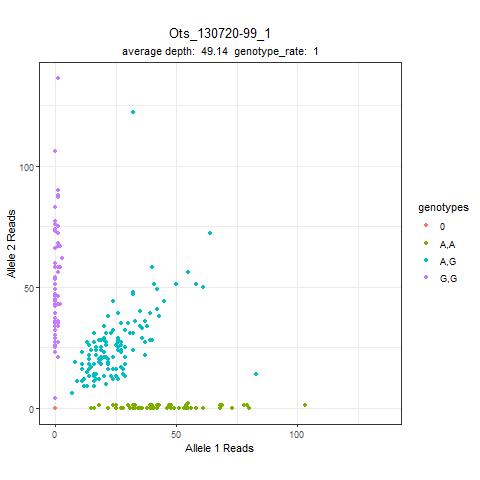 Ots_130720-99_1
average depth: 49.14 genotype_rate: 1
Allele 2 Reads
100
50
0
0 50 100
Allele 1 Reads
genotypes
0
A,A
A,G
G,G